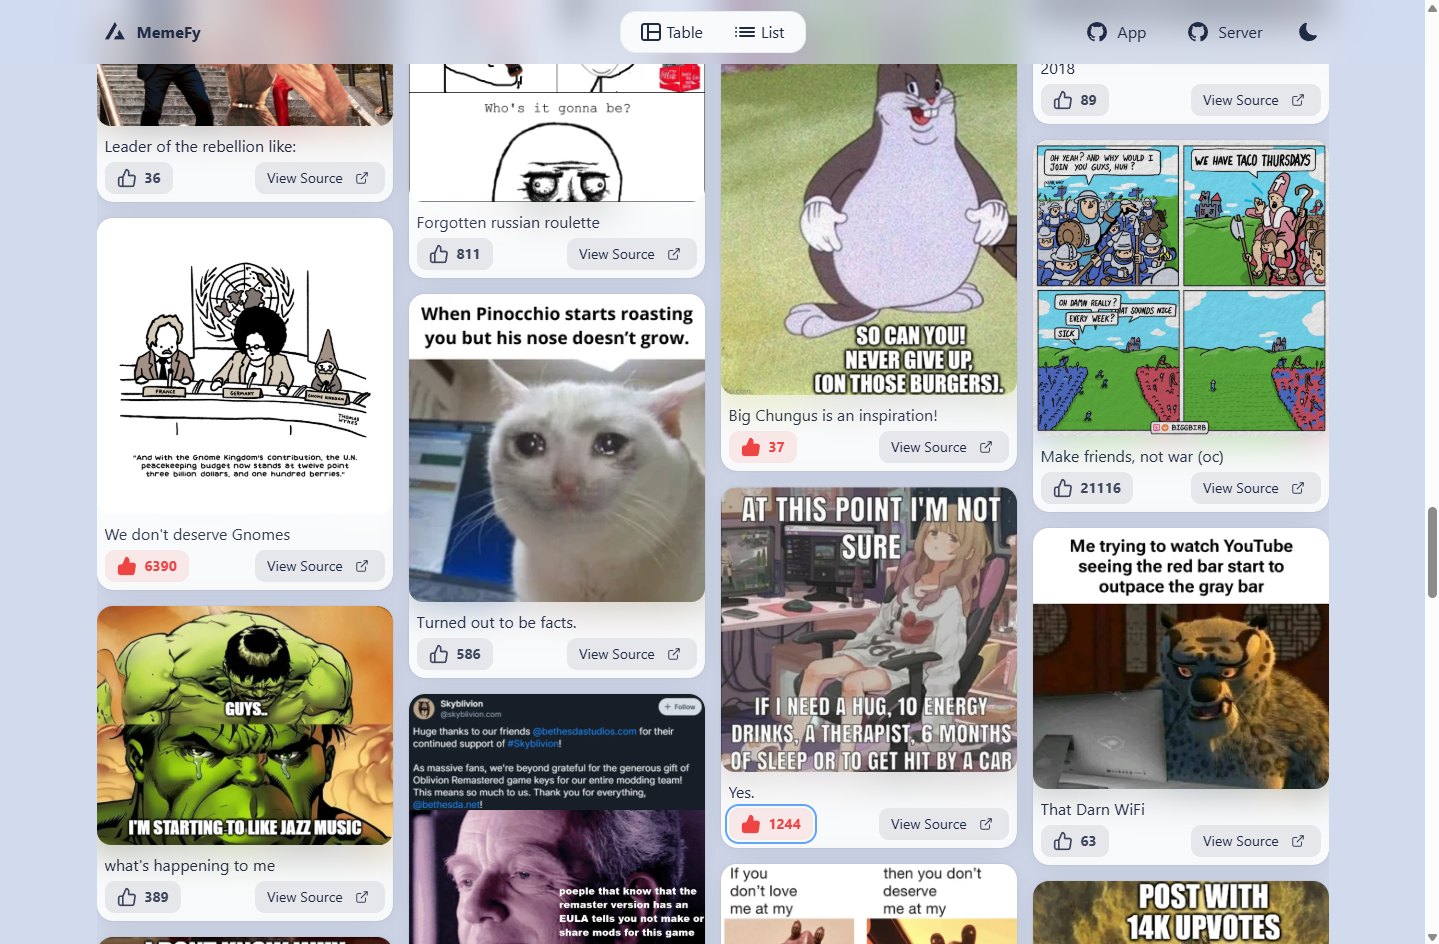 MemeFy
Table
List
App
Server
Leader of the rebellion like:
36
View Source
FRANCE
GERMANY
GNOME KINGDOM
THOMAS
WYKES
"And with the Gnome Kingdom's contribution, the U.N.
peacekeeping budget now stands at twelve point
three billion dollars, and one hundred berries."
We don't deserve Gnomes
6390
View Source
GUYS..
I'M STARTING TO LIKE JAZZ MUSIC
what's happening to me
389
View Source
Who's it gonna be?
Forgotten russian roulette
811
View Source
When Pinocchio starts roasting
you but his nose doesn't grow.
Turned out to be facts.
586
View Source
Skyblivion
@skyblivion.com
+ Follow
Huge thanks to our friends @bethesdastudios.com for their
continued support of #Skyblivion!
As massive fans, we're beyond grateful for the generous gift of
Oblivion Remastered game keys for our entire modding team!
This means so much to us. Thank you for everything,
@bethesda.net!
poeple that know that the
remaster version has an
EULA tells you not make or
share mods for this game
SO CAN YOU!
NEVER GIVE UP,
(ON THOSE BURGERS).
Big Chungus is an inspiration!
37
View Source
AT THIS POINT I'M NOT
SURE
IF I NEED A HUG, 10 ENERGY
DRINKS, A THERAPIST, 6 MONTHS
OF SLEEP OR TO GET HIT BY A CAR
Yes.
1244
View Source
If you
don't love
me at my
then you don't
deserve
me at my
2018
89
View Source
OH YEAH? AND WHY WOULD I
JOIN YOU GUYS, HUH?
WE HAVE TACO THURSDAYS
OH DAMN REALLY?
EVERY WEEK?
AT SOUNDS NICE
SICK
BIGGBIRB
Make friends, not war (oc)
21116
View Source
Me trying to watch YouTube
seeing the red bar start to
outpace the gray bar
That Darn WiFi
63
View Source
POST WITH
14K UPVOTES